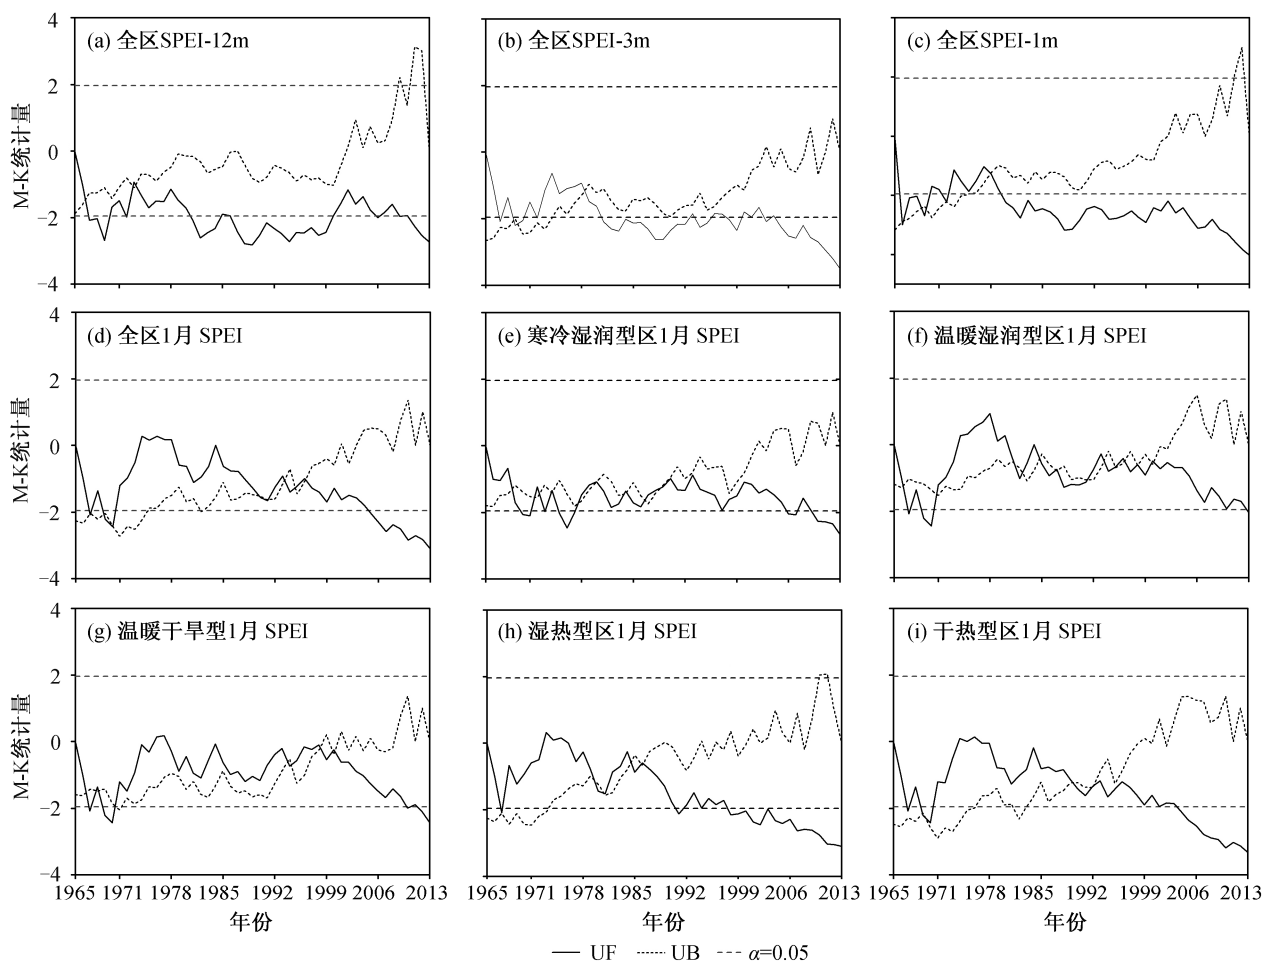 (a) 全区SPEI-12m
(b) 全区SPEI-3m
(c) 全区SPEI-1m
4
2
0
−2
−4
M-K统计量
(d) 全区1月 SPEI
(e) 寒冷湿润型区1月 SPEI
(f) 温暖湿润型区1月 SPEI
4
2
0
−2
−4
M-K统计量
(g) 温暖干旱型1月 SPEI
(h) 湿热型区1月 SPEI
(i) 干热型区1月 SPEI
4
2
0
−2
−4
M-K统计量
1965 1971 1978 1985 1992 1999 2006 2013
1965 1971 1978 1985 1992 1999 2006 2013
1965 1971 1978 1985 1992 1999 2006 2013
年份
年份
年份
UF UB α=0.05